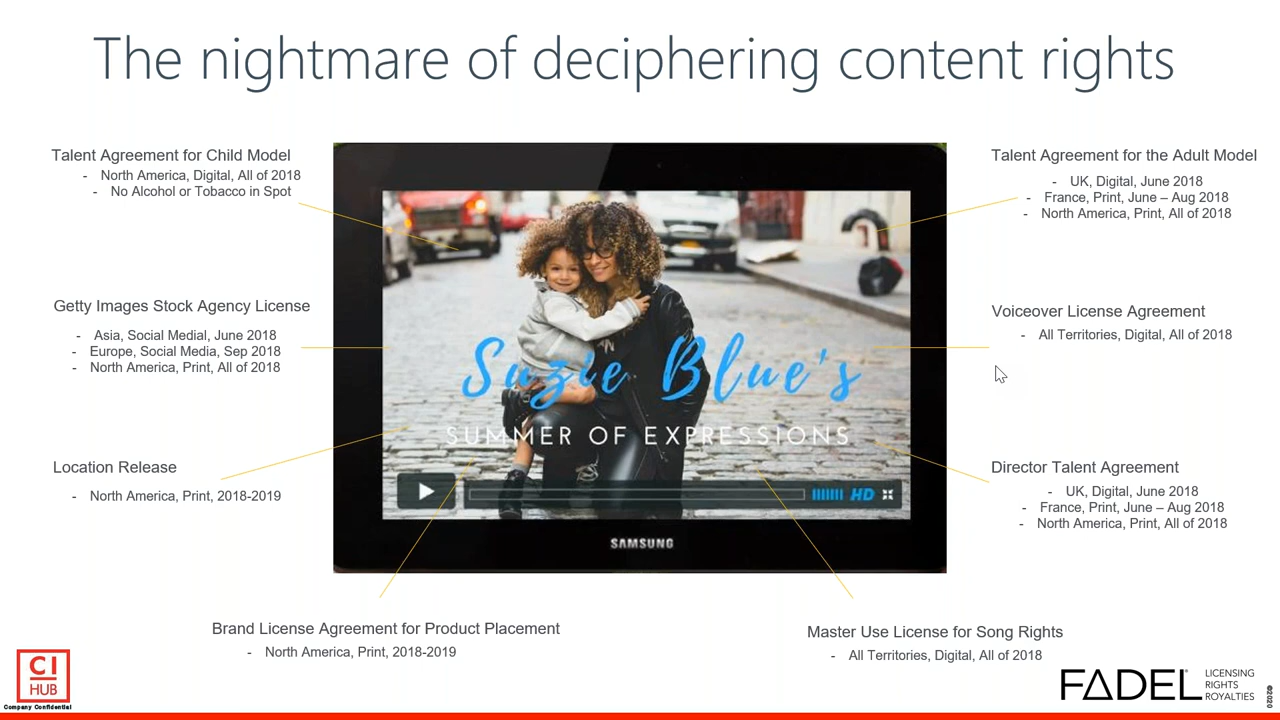 The nightmare of deciphering content rights
Talent Agreement for Child Model
- North America, Digital, All of 2018
- No Alcohol or Tobacco in Spot
Getty Images Stock Agency License
- Asia, Social Medial, June 2018
- Europe, Social Media, Sep 2018
- North America, Print, All of 2018
Location Release
- North America, Print, 2018-2019
Suzie Blue's
SUMMER OF EXPRESSIONS
HD
SAMSUNG
Talent Agreement for the Adult Model
- UK, Digital, June 2018
- France, Print, June – Aug 2018
- North America, Print, All of 2018
Voiceover License Agreement
- All Territories, Digital, All of 2018
Director Talent Agreement
- UK, Digital, June 2018
- France, Print, June – Aug 2018
- North America, Print, All of 2018
Brand License Agreement for Product Placement
- North America, Print, 2018-2019
Master Use License for Song Rights
- All Territories, Digital, All of 2018
CI
HUB
Company Confidential
FADEL
LICENSING
RIGHTS
ROYALTIES
©2020